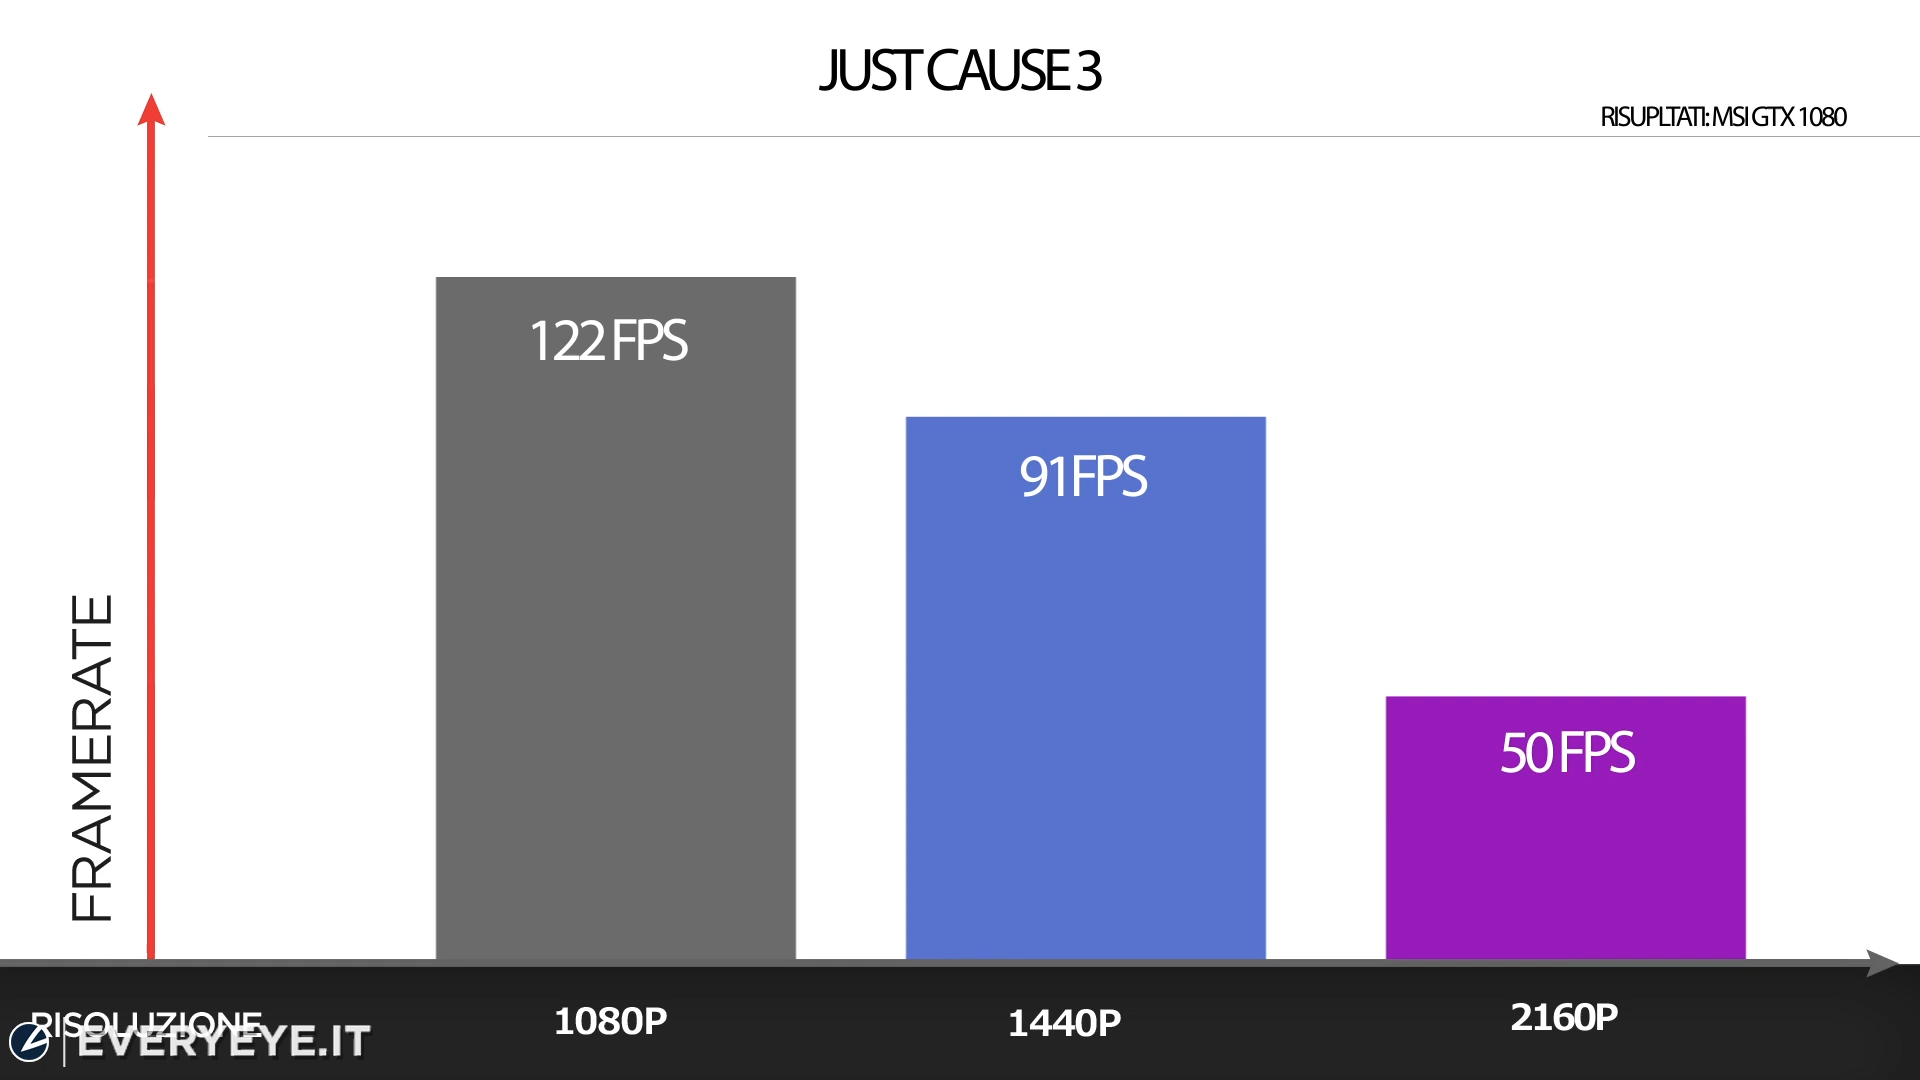 JUST CAUSE 3
RISUPLTATI: MSI GTX 1080
122 FPS
91 FPS
50 FPS
FRAMERATE
RISOLUZIONE
1080P
1440P
2160P
EVERYEYE.IT